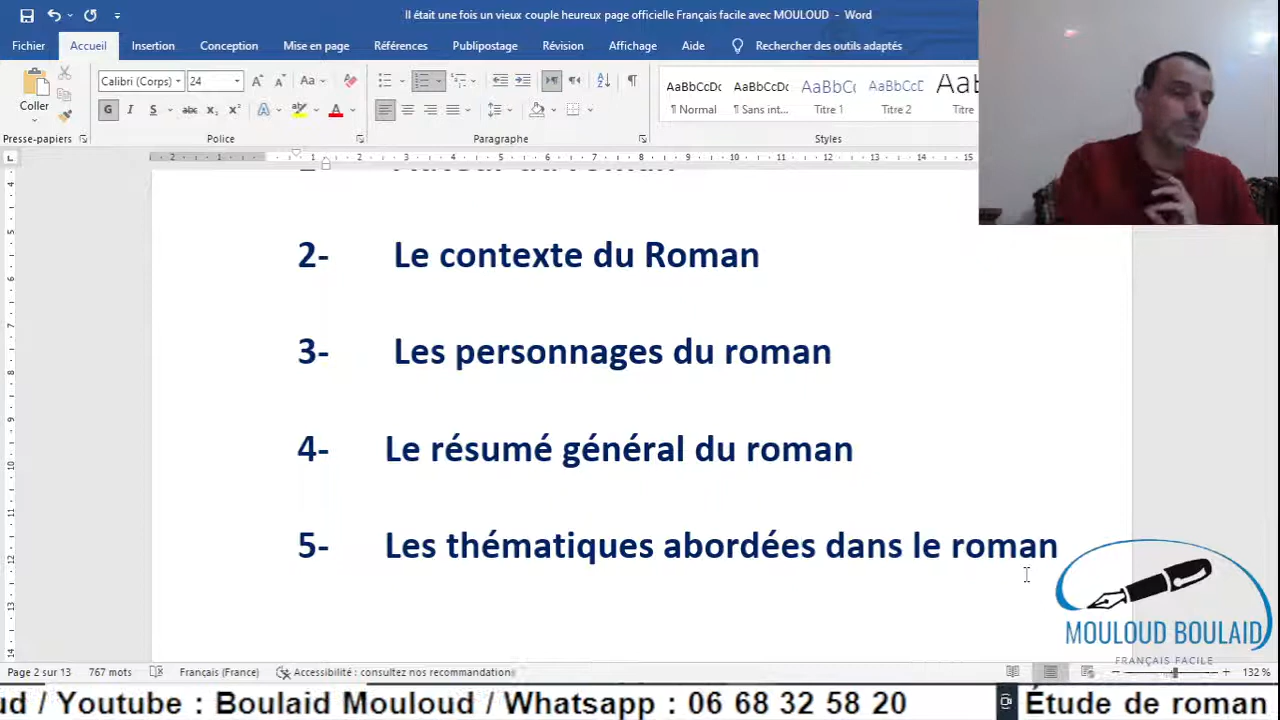 Il était une fois un vieux couple heureux page officielle Français facile avec MOULOUD - Word
Fichier Accueil Insertion Conception Mise en page Références Publipostage Révision Affichage Aide Rechercher des outils adaptés
Coller
Calibri (Corps) 24
AaBbCcDc AaBbCcDc AaBbC AaBbCcD Aa
¶ Normal ¶ Sans int... Titre 1 Titre 2 Titre
Presse-papiers Police Paragraphe Styles
2- Le contexte du Roman
3- Les personnages du roman
4- Le résumé général du roman
5- Les thématiques abordées dans le roman
MOULOUD BOULAID
FRANÇAIS FACILE
Page 2 sur 13 767 mots Français (France) Accessibilité : consultez nos recommandations 132 %
ud / Youtube : Boulaid Mouloud / Whatsapp : 06 68 32 58 20 Étude de roman